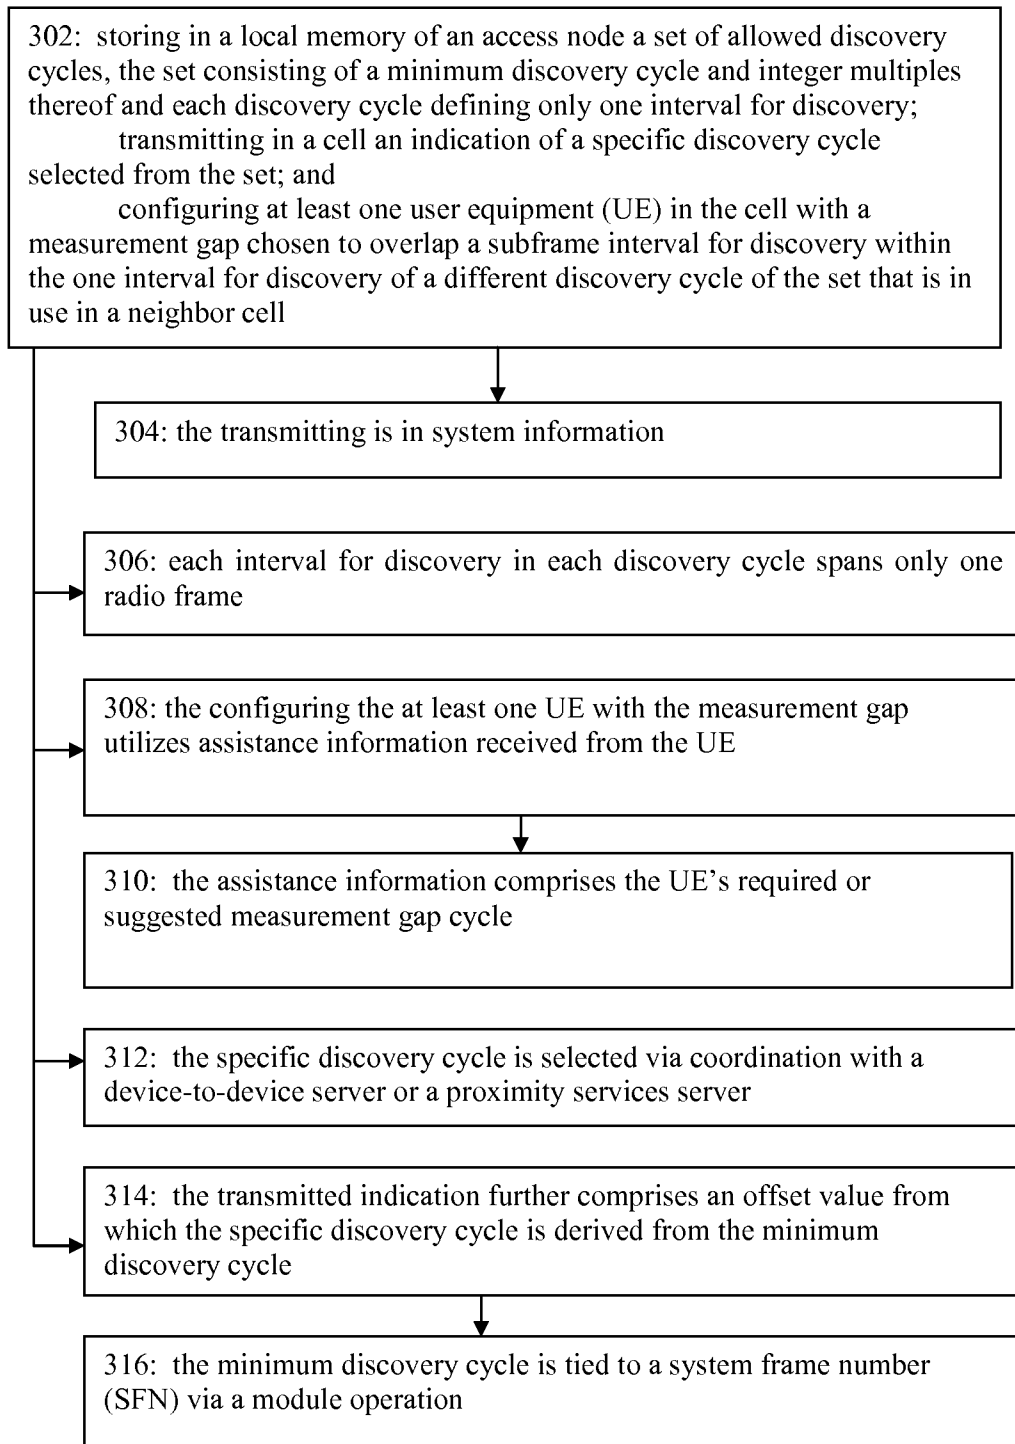 302: storing in a local memory of an access node a set of allowed discovery
cycles, the set consisting of a minimum discovery cycle and integer multiples
thereof and each discovery cycle defining only one interval for discovery;
transmitting in a cell an indication of a specific discovery cycle
selected from the set; and
configuring at least one user equipment (UE) in the cell with a
measurement gap chosen to overlap a subframe interval for discovery within
the one interval for discovery of a different discovery cycle of the set that is in
use in a neighbor cell
304: the transmitting is in system information
306: each interval for discovery in each discovery cycle spans only one
radio frame
308: the configuring the at least one UE with the measurement gap
utilizes assistance information received from the UE
310: the assistance information comprises the UE’s required or
suggested measurement gap cycle
312: the specific discovery cycle is selected via coordination with a
device-to-device server or a proximity services server
314: the transmitted indication further comprises an offset value from
which the specific discovery cycle is derived from the minimum
discovery cycle
316: the minimum discovery cycle is tied to a system frame number
(SFN) via a module operation